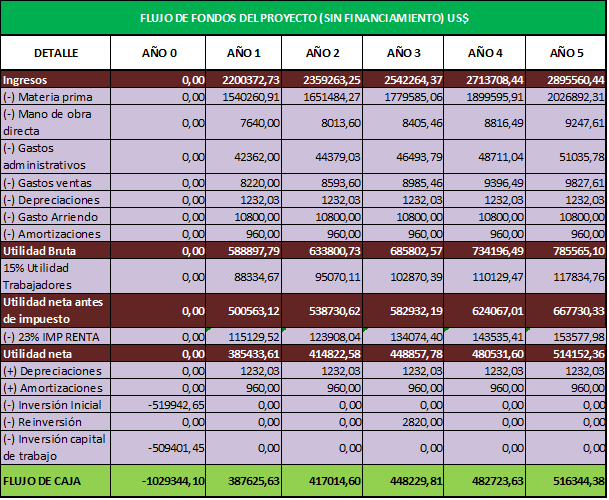 FLUJO DE FONDOS DEL PROYECTO (SIN FINANCIAMIENTO) US$
DETALLE AÑO 0 AÑO 1 AÑO 2 AÑO 3 AÑO 4 AÑO 5
Ingresos 0,00 2200372,73 2359263,25 2542264,37 2713708,44 2895560,44
(-) Materia prima 0,00 1540260,91 1651484,27 1779585,06 1899595,91 2026892,31
(-) Mano de obra
directa 0,00 7640,00 8013,60 8405,46 8816,49 9247,61
(-) Gastos
administrativos 0,00 42362,00 44379,03 46493,79 48711,04 51035,78
(-) Gastos ventas 0,00 8220,00 8593,60 8985,46 9396,49 9827,61
(-) Depreciaciones 0,00 1232,03 1232,03 1232,03 1232,03 1232,03
(-) Gasto Arriendo 0,00 10800,00 10800,00 10800,00 10800,00 10800,00
(-) Amortizaciones 0,00 960,00 960,00 960,00 960,00 960,00
Utilidad Bruta 0,00 588897,79 633800,73 685802,57 734196,49 785565,10
15% Utilidad
Trabajadores 0,00 88334,67 95070,11 102870,39 110129,47 117834,76
Utilidad neta antes
de impuesto 0,00 500563,12 538730,62 582932,19 624067,01 667730,33
(-) 23% IMP RENTA 0,00 115129,52 123908,04 134074,40 143535,41 153577,98
Utilidad neta 0,00 385433,61 414822,58 448857,78 480531,60 514152,36
(+) Depreciaciones 0,00 1232,03 1232,03 1232,03 1232,03 1232,03
(+) Amortizaciones 0,00 960,00 960,00 960,00 960,00 960,00
(-) Inversión Inicial -519942,65 0,00 0,00 0,00 0,00 0,00
(-) Reinversión 0,00 0,00 2820,00 0,00 0,00
(-) Inversión capital
de trabajo -509401,45 0,00 0,00 0,00 0,00 0,00
FLUJO DE CAJA -1029344,10 387625,63 417014,60 448229,81 482723,63 516344,38